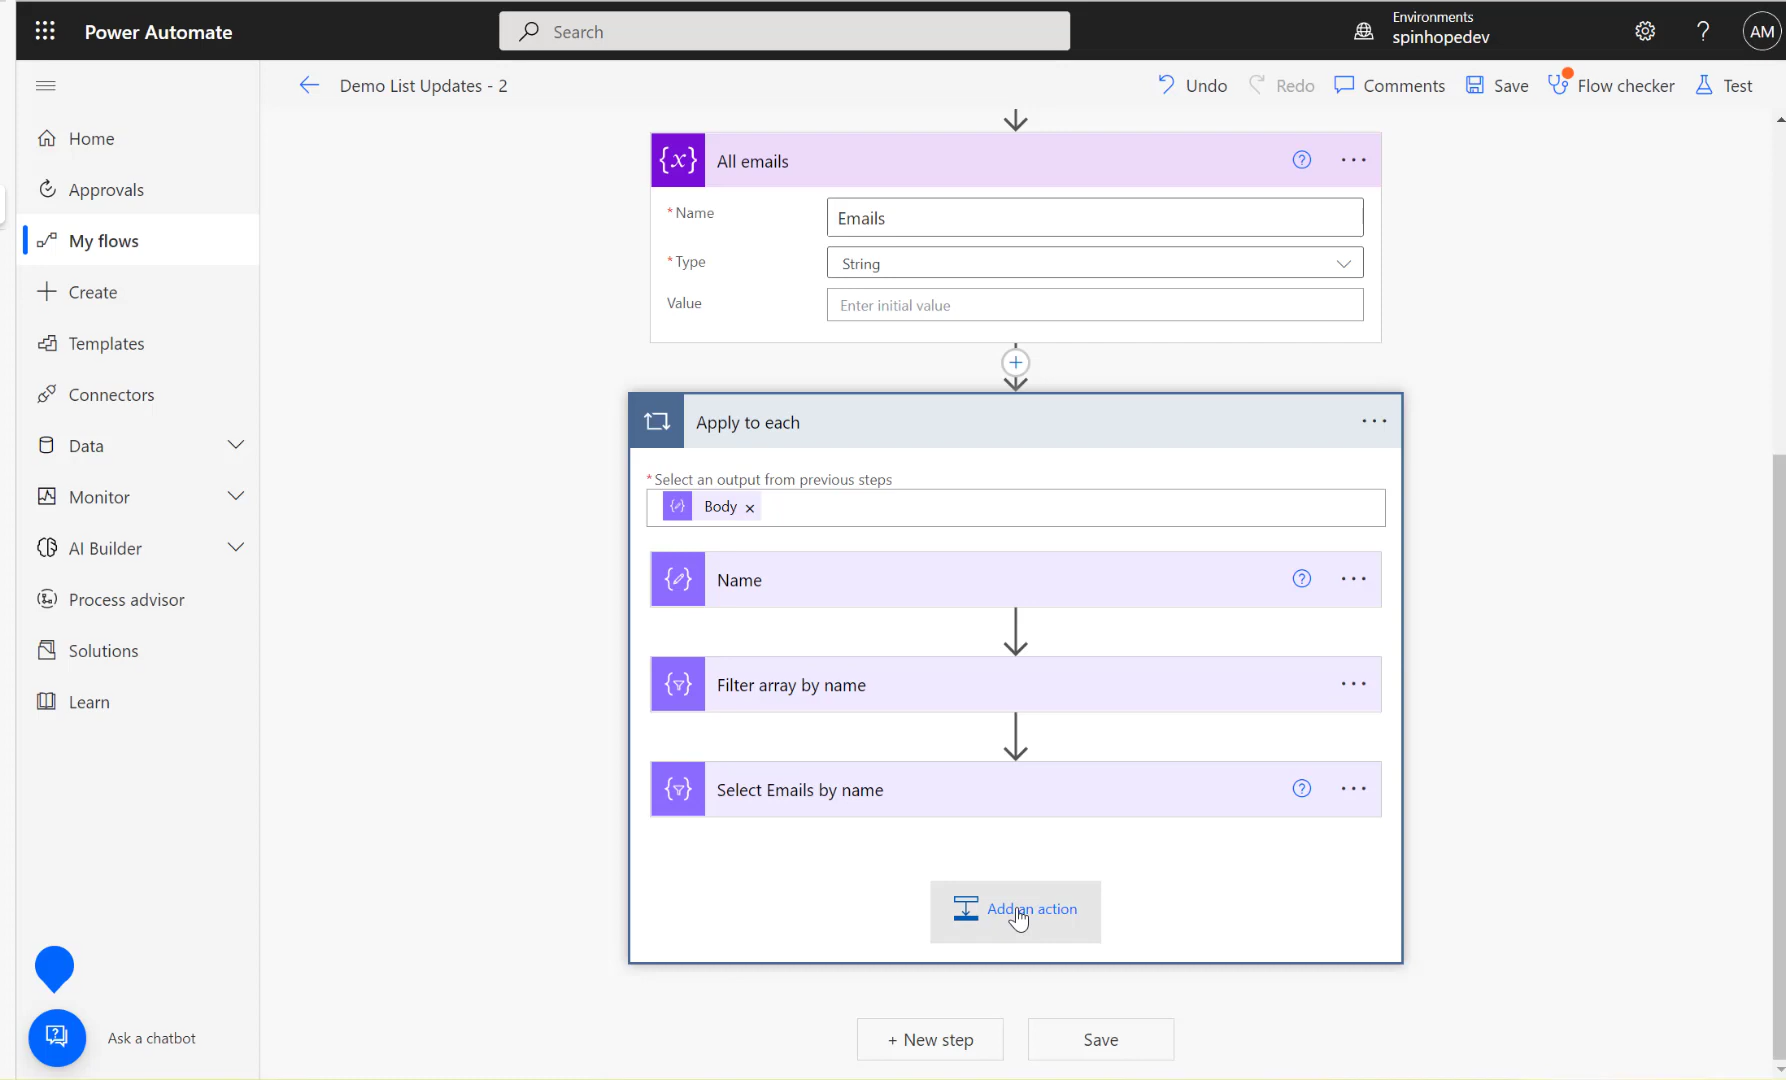 Power Automate
Search
Environments
spinhopedev
?
AM
Demo List Updates - 2
Undo
Redo
Comments
Save
Flow checker
Test
Home
Approvals
My flows
Create
Templates
Connectors
Data
Monitor
AI Builder
Process advisor
Solutions
Learn
Ask a chatbot
{x} All emails ? ...
* Name Emails
* Type String
Value Enter initial value
+
Apply to each ...
* Select an output from previous steps
Body ×
Name ? ...
Filter array by name ...
Select Emails by name ? ...
Add an action
+ New step
Save